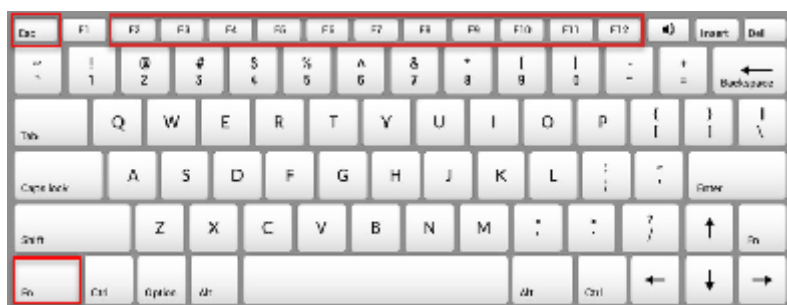 Esc F1 F2 F3 F4 F5 F6 F7 F8 F9 F10 F11 F12 Insert Del
~ ! @ # $ % ^ & * ( ) - +
` 1 2 3 4 5 6 7 8 9 0 - = Backspace
Tab Q W E R T Y U I O P { [ } ] | \
Caps lock A S D F G H J K L : ; " ' Enter
Shift Z X C V B N M ? / Fn
Fn Ctrl Option Alt Alt Ctrl